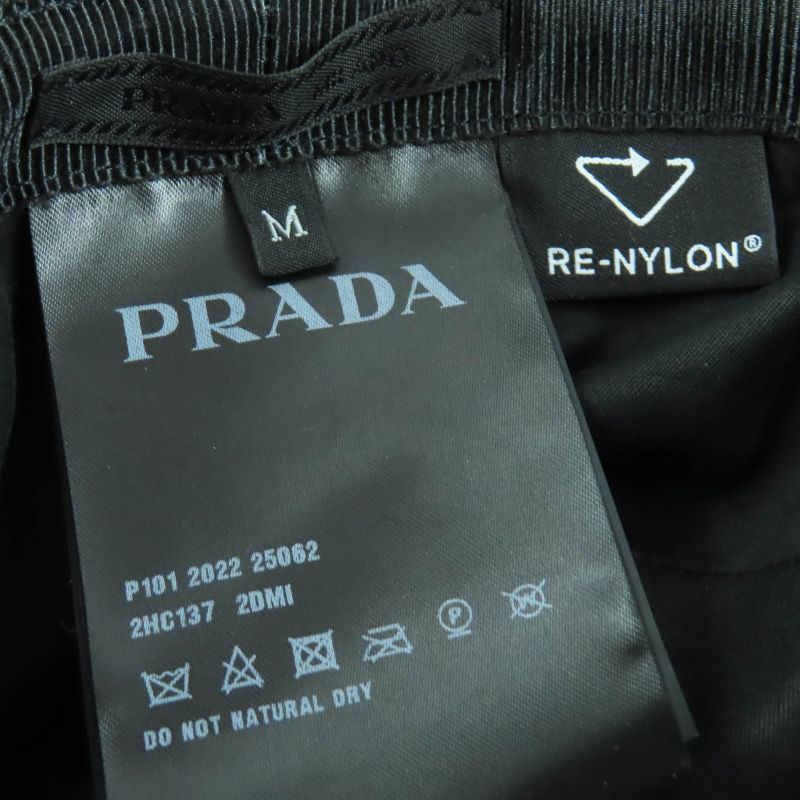 PRADA
M
RE-NYLON®
PRADA
P101 2022 25062
2HC137 2DMI
P W
DO NOT NATURAL DRY